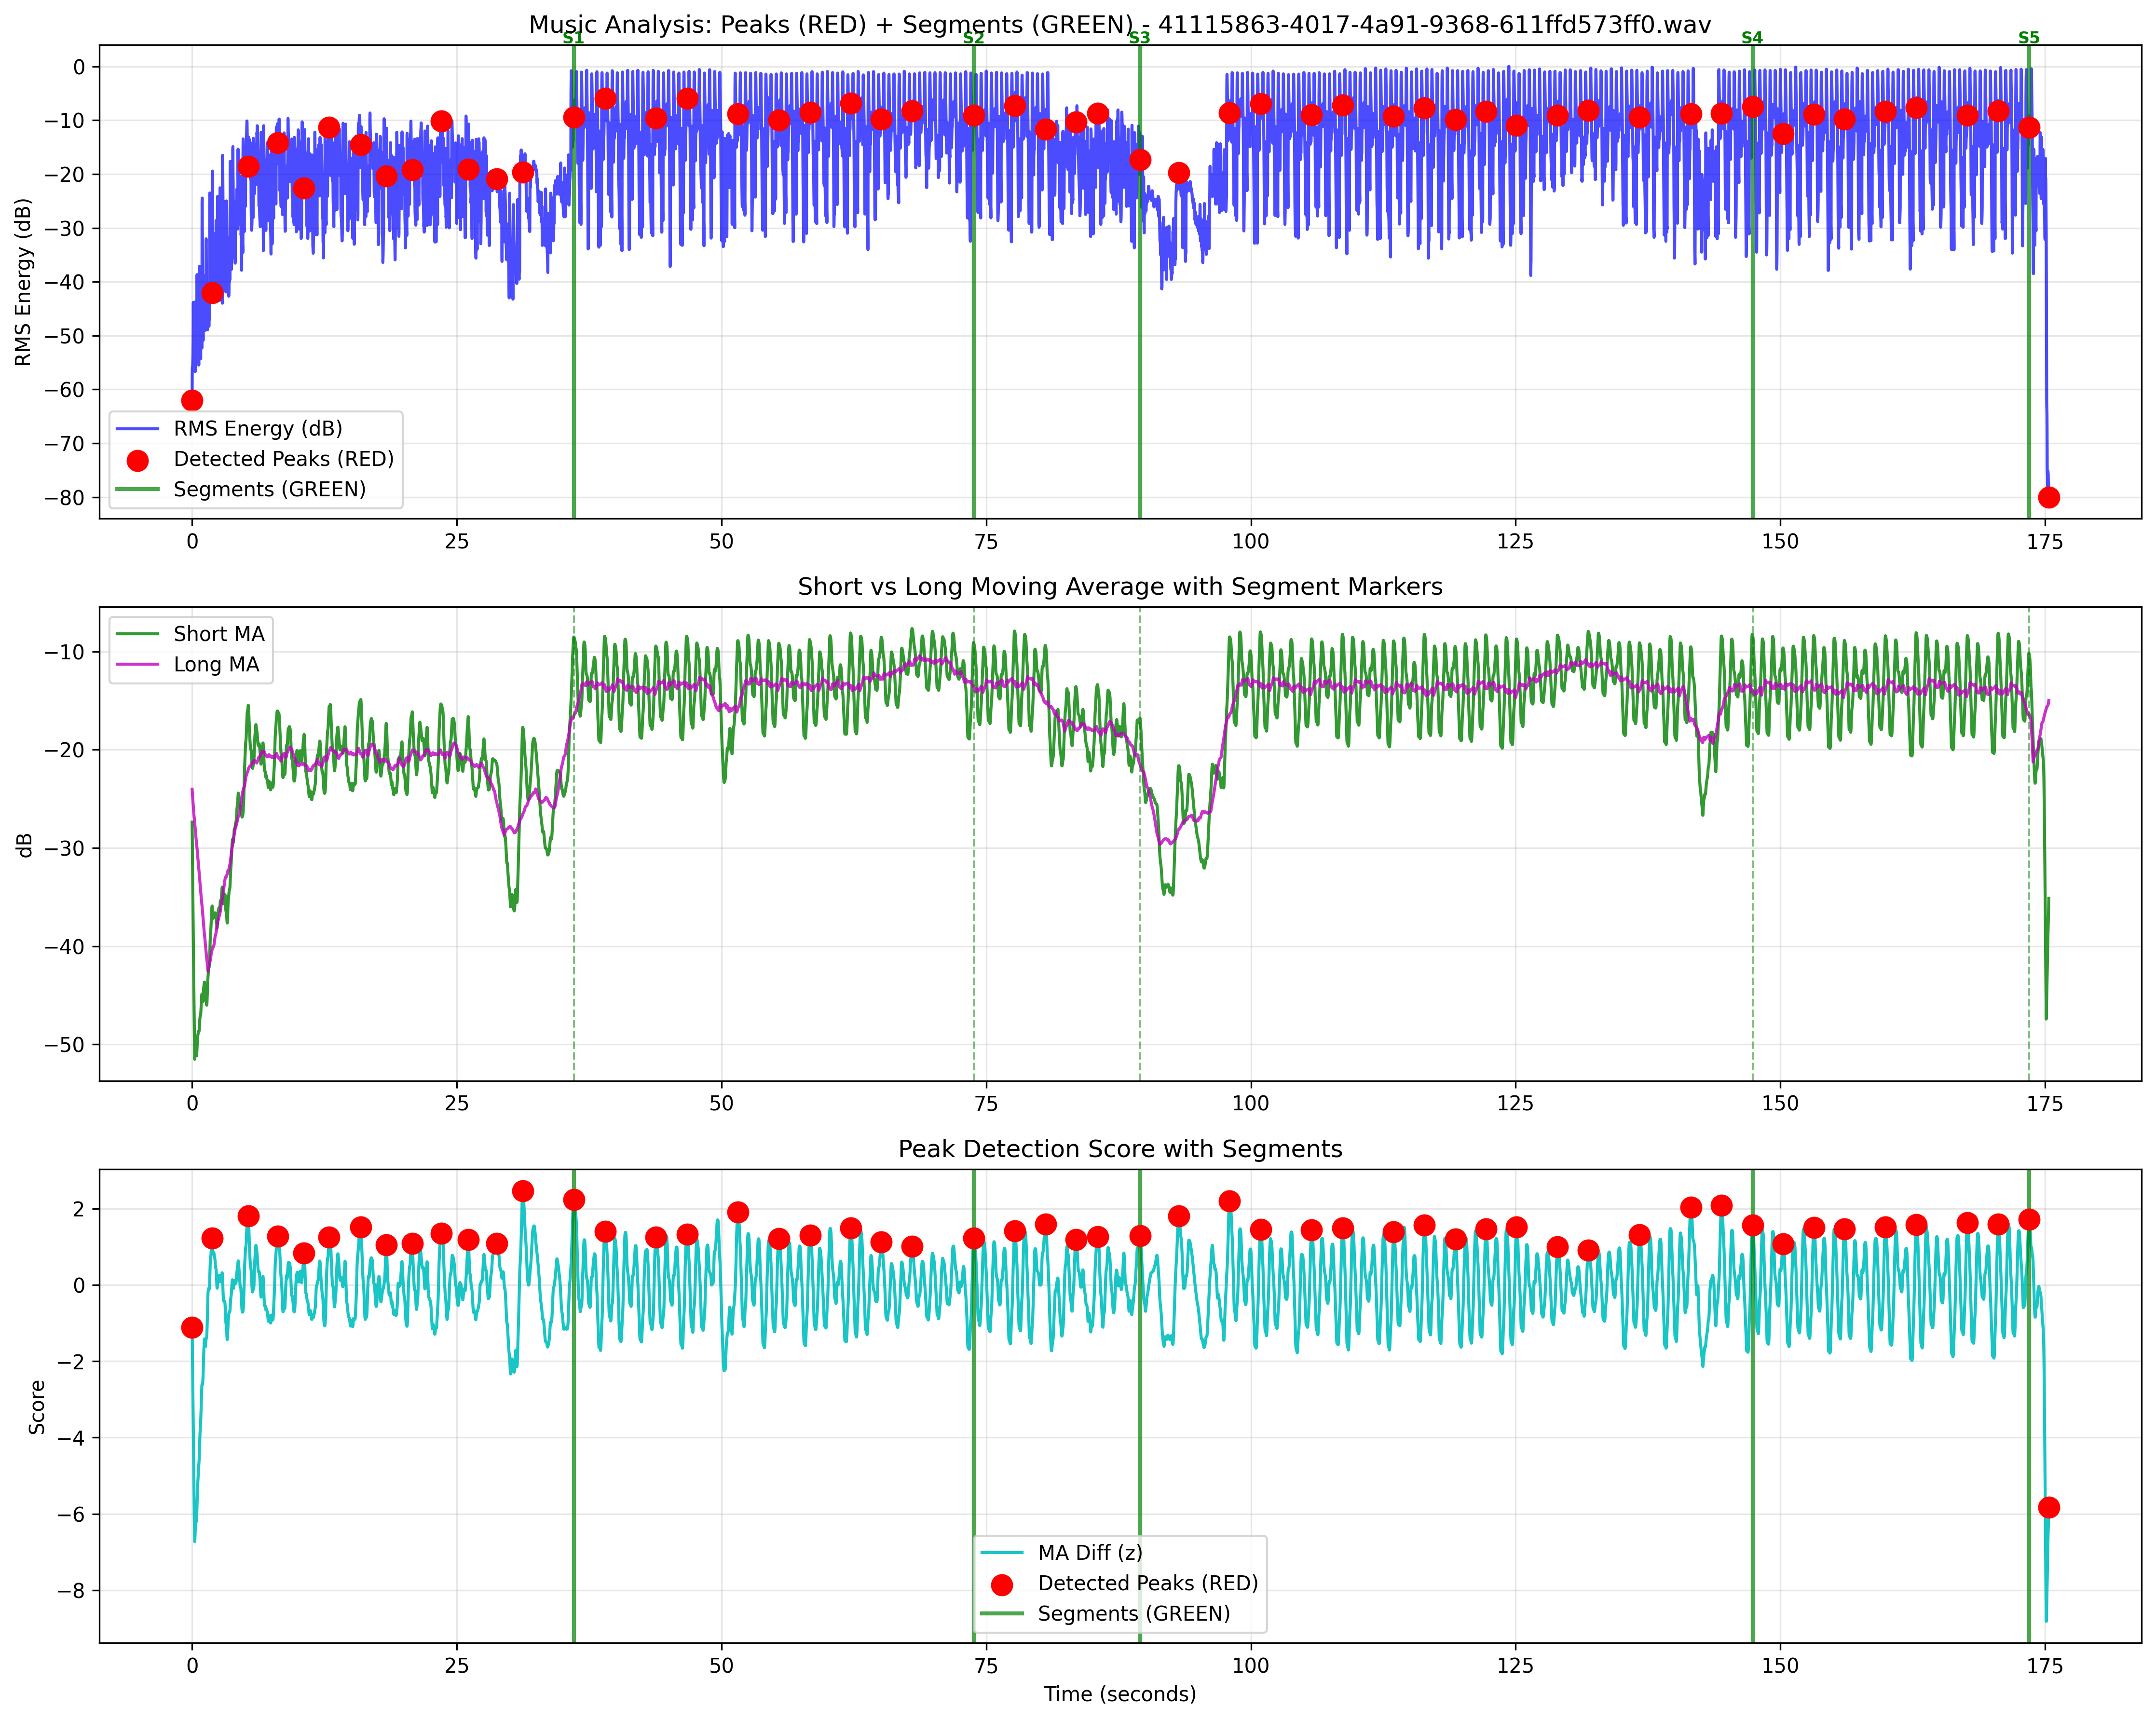 Music Analysis: Peaks (RED) + Segments (GREEN) - 41115863-4017-4a91-9368-611ffd573ff0.wav
S1 S2 S3 S4 S5
RMS Energy (dB)
0
−10
−20
−30
−40
−50
−60
−70
−80
RMS Energy (dB)
Detected Peaks (RED)
Segments (GREEN)
0 25 50 75 100 125 150 175
Short vs Long Moving Average with Segment Markers
dB
−10
−20
−30
−40
−50
Short MA
Long MA
0 25 50 75 100 125 150 175
Peak Detection Score with Segments
Score
2
0
−2
−4
−6
−8
MA Diff (z)
Detected Peaks (RED)
Segments (GREEN)
0 25 50 75 100 125 150 175
Time (seconds)